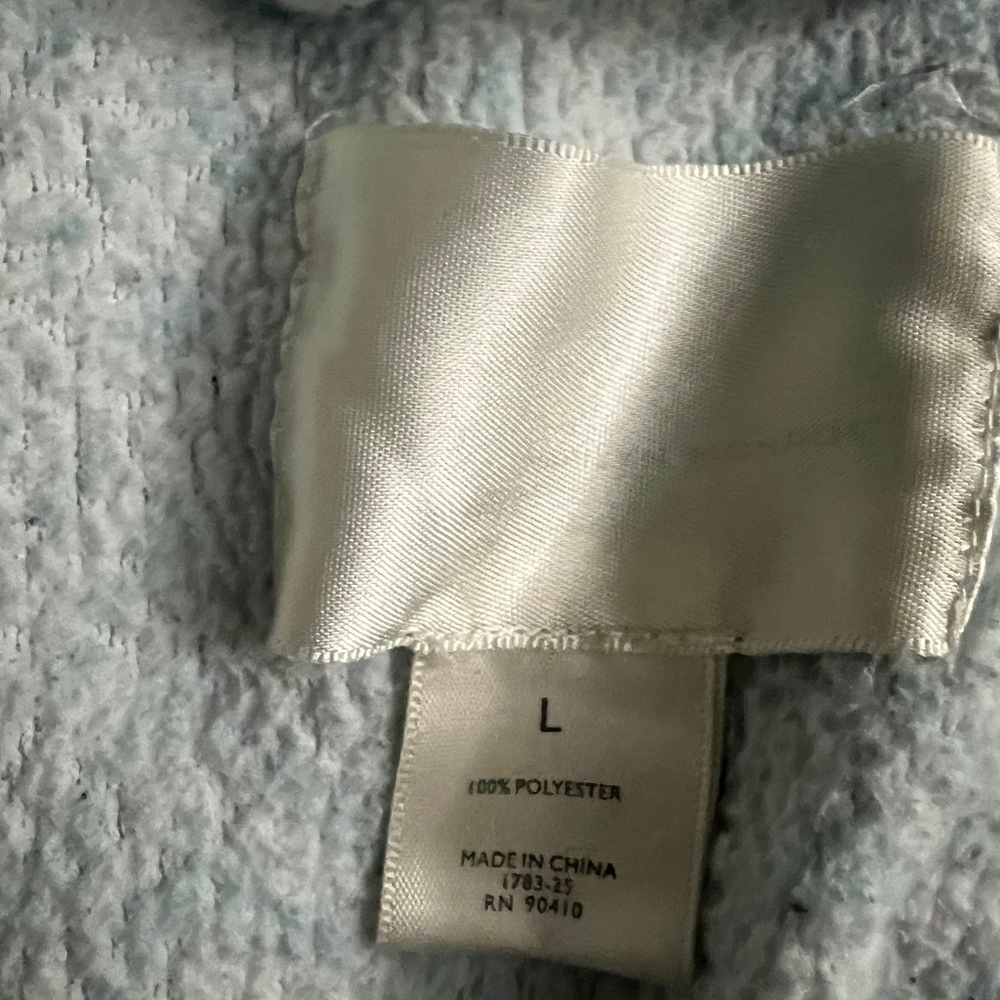 L
100% POLYESTER
MADE IN CHINA
1783-25
RN 90410